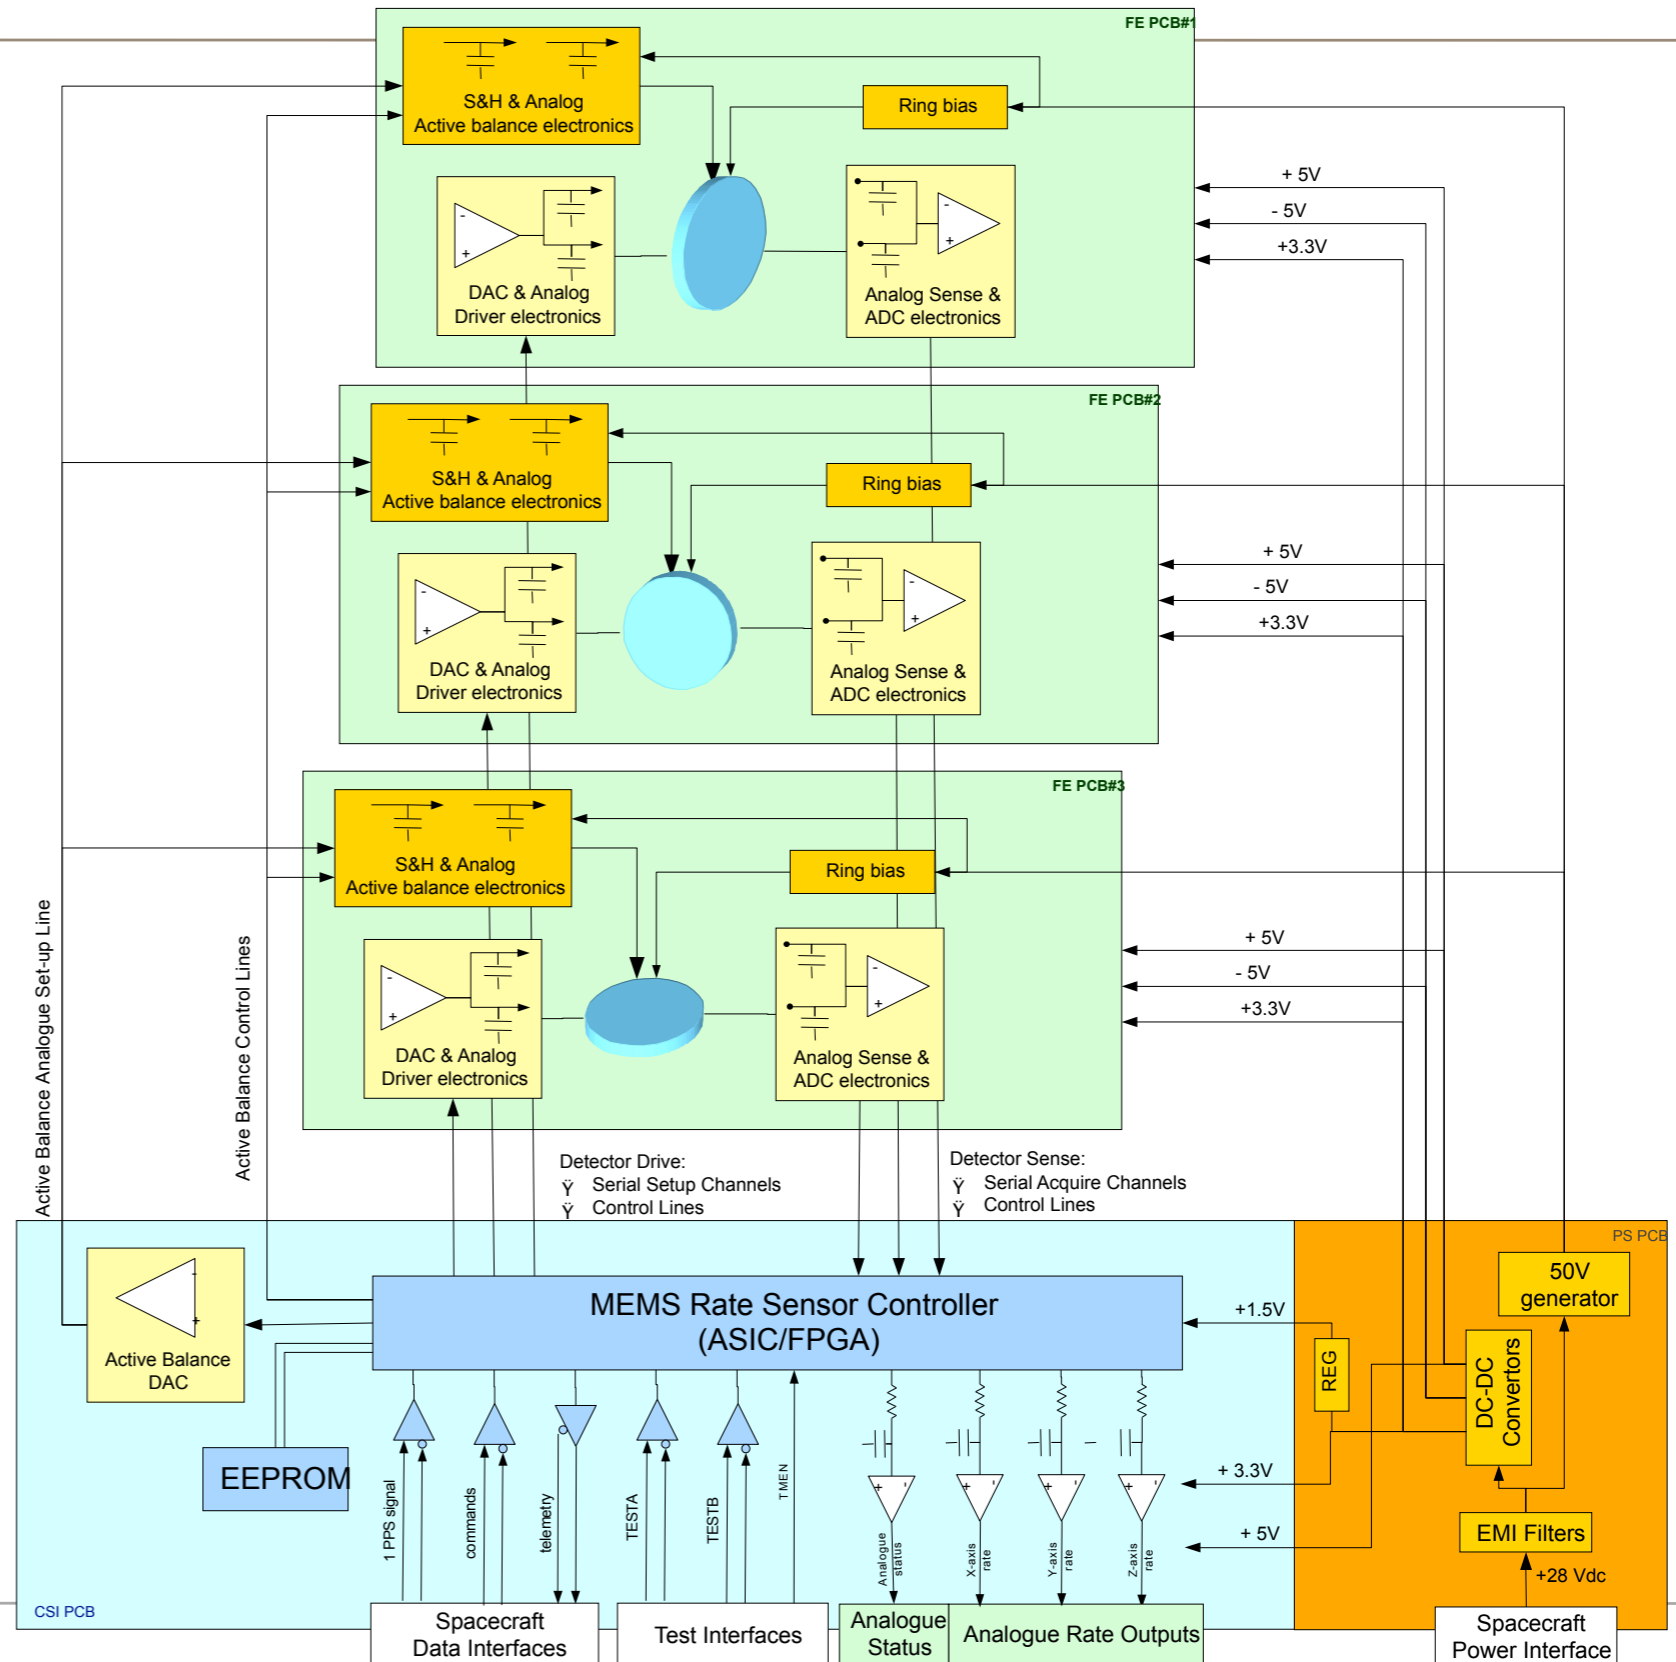 FE PCB#1
S&H & Analog
Active balance electronics
Ring bias
DAC & Analog
Driver electronics
Analog Sense &
ADC electronics
+ 5V
- 5V
+3.3V
FE PCB#2
S&H & Analog
Active balance electronics
Ring bias
DAC & Analog
Driver electronics
Analog Sense &
ADC electronics
+ 5V
- 5V
+3.3V
FE PCB#3
S&H & Analog
Active balance electronics
Ring bias
DAC & Analog
Driver electronics
Analog Sense &
ADC electronics
+ 5V
- 5V
+3.3V
Active Balance Analogue Set-up Line
Active Balance Control Lines
Detector Drive:
Ÿ Serial Setup Channels
Ÿ Control Lines
Detector Sense:
Ÿ Serial Acquire Channels
Ÿ Control Lines
PS PCB
50V
generator
MEMS Rate Sensor Controller
(ASIC/FPGA)
+1.5V
REG
DC-DC
Convertors
Active Balance
DAC
EEPROM
1 PPS signal
commands
telemetry
TESTA
TESTB
TMEN
Analogue
status
X-axis
rate
Y-axis
rate
Z-axis
rate
+ 3.3V
+ 5V
EMI Filters
+28 Vdc
CSI PCB
Spacecraft
Data Interfaces
Test Interfaces
Analogue
Status
Analogue Rate Outputs
Spacecraft
Power Interface